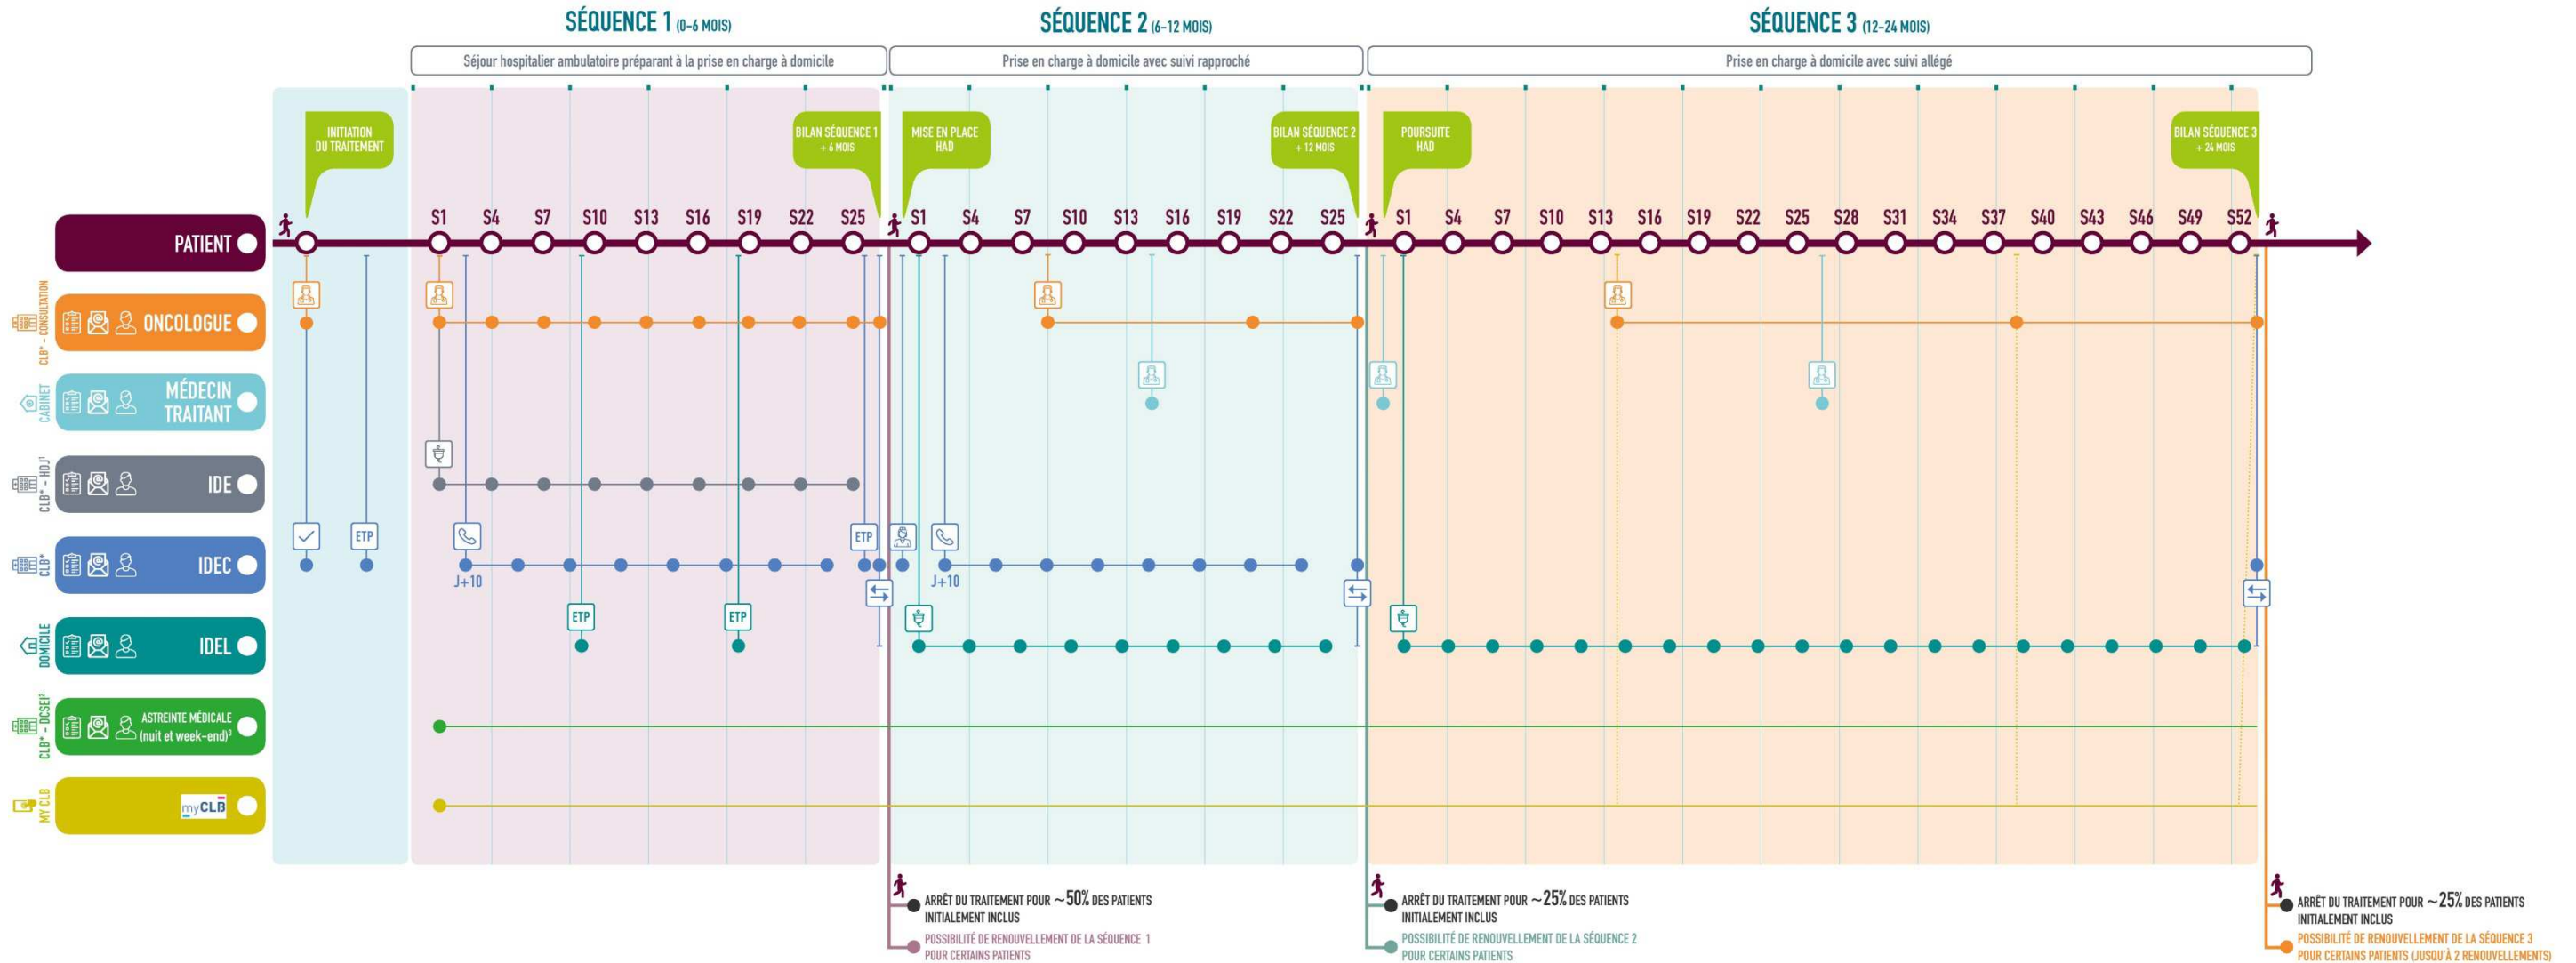 SÉQUENCE 1 (0-6 MOIS)
SÉQUENCE 2 (6-12 MOIS)
SÉQUENCE 3 (12-24 MOIS)
Séjour hospitalier ambulatoire préparant à la prise en charge à domicile
Prise en charge à domicile avec suivi rapproché
Prise en charge à domicile avec suivi allégé
INITIATION
DU TRAITEMENT
BILAN SÉQUENCE 1
+ 6 MOIS
MISE EN PLACE
HAD
BILAN SÉQUENCE 2
+ 12 MOIS
POURSUITE
HAD
BILAN SÉQUENCE 3
+ 24 MOIS
S1 S4 S7 S10 S13 S16 S19 S22 S25
S1 S4 S7 S10 S13 S16 S19 S22 S25
S1 S4 S7 S10 S13 S16 S19 S22 S25 S28 S31 S34 S37 S40 S43 S46 S49 S52
PATIENT
CLB* - CONSULTATION
ONCOLOGUE
CABINET
MÉDECIN
TRAITANT
CLB* - HDJ¹
IDE
CLB*
IDEC
ETP
J+10
ETP
J+10
DOMICILE
IDEL
ETP
ETP
CLB* - DCSEI²
ASTREINTE MÉDICALE
(nuit et week-end)³
MY CLB
myCLB
ARRÊT DU TRAITEMENT POUR ~50% DES PATIENTS
INITIALEMENT INCLUS
POSSIBILITÉ DE RENOUVELLEMENT DE LA SÉQUENCE 1
POUR CERTAINS PATIENTS
ARRÊT DU TRAITEMENT POUR ~25% DES PATIENTS
INITIALEMENT INCLUS
POSSIBILITÉ DE RENOUVELLEMENT DE LA SÉQUENCE 2
POUR CERTAINS PATIENTS
ARRÊT DU TRAITEMENT POUR ~25% DES PATIENTS
INITIALEMENT INCLUS
POSSIBILITÉ DE RENOUVELLEMENT DE LA SÉQUENCE 3
POUR CERTAINS PATIENTS (JUSQU'À 2 RENOUVELLEMENTS)